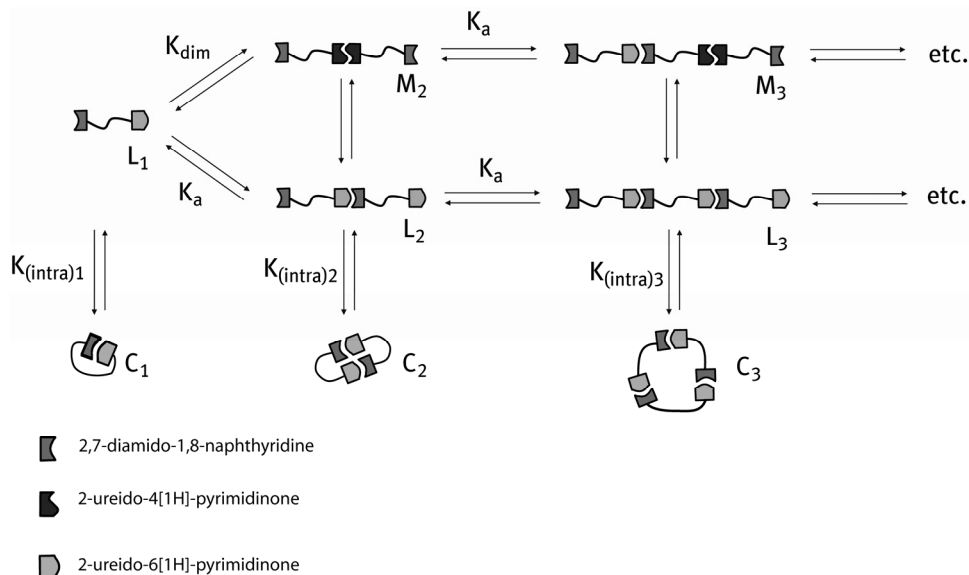 K_a
K_dim
M_2
M_3
etc.
L_1
K_a
K_a
L_2
L_3
etc.
K_(intra)1
K_(intra)2
K_(intra)3
C_1
C_2
C_3
2,7-diamido-1,8-naphthyridine
2-ureido-4[1H]-pyrimidinone
2-ureido-6[1H]-pyrimidinone